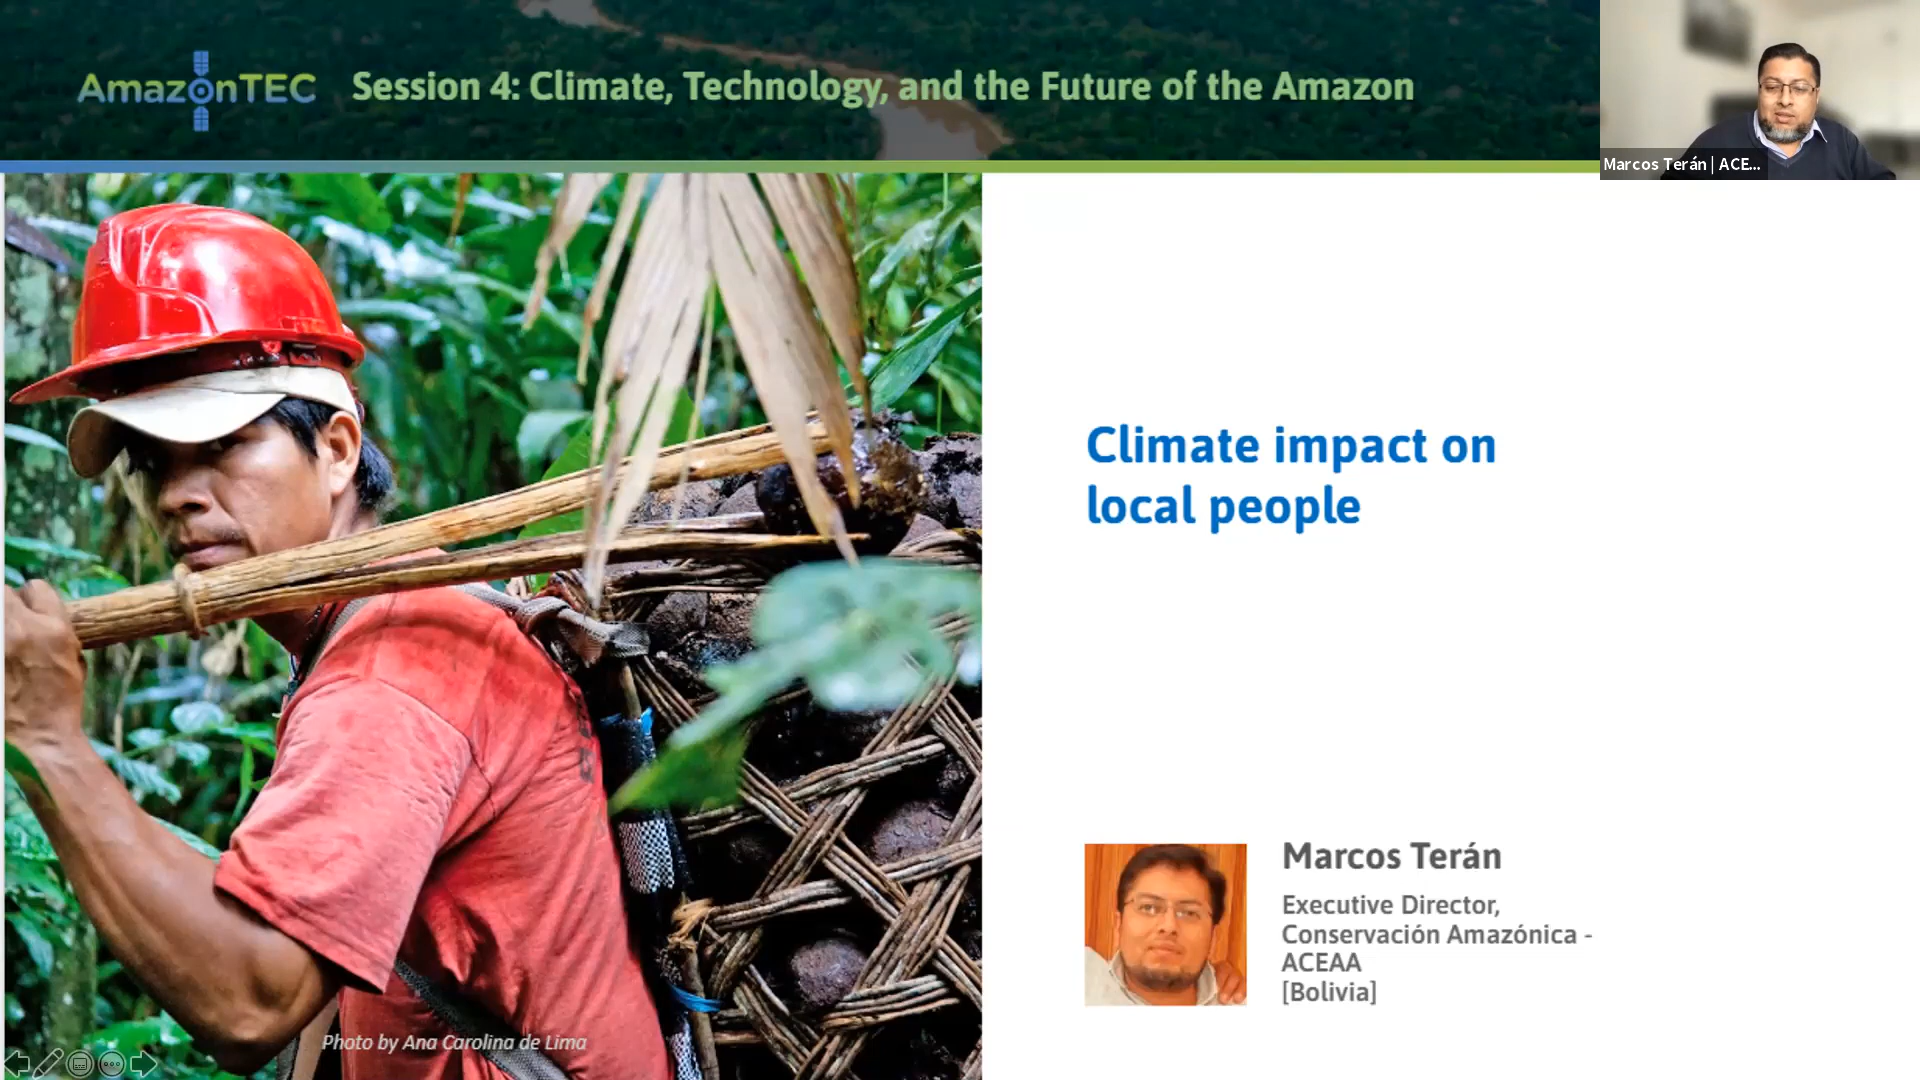 AmazonTEC
Session 4: Climate, Technology, and the Future of the Amazon
Marcos Terán | ACE...
Climate impact on
local people
Marcos Terán
Executive Director,
Conservación Amazónica -
ACEAA
[Bolivia]
Photo by Ana Carolina de Lima